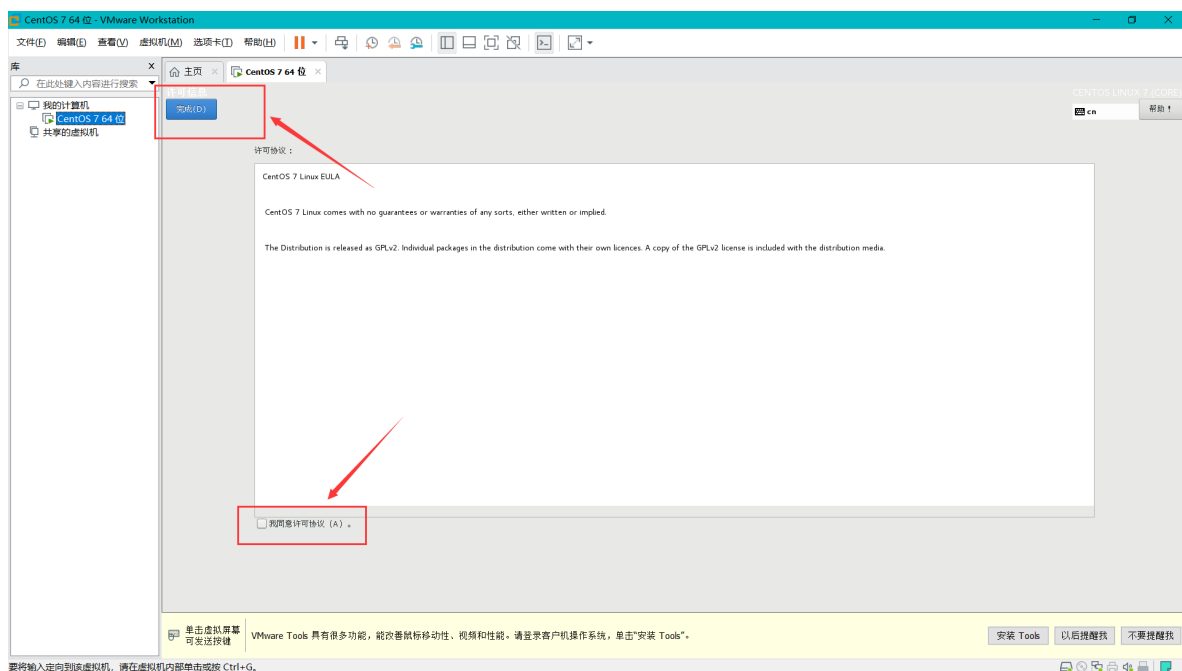 CentOS 7 64 位 - VMware Workstation
文件(F) 编辑(E) 查看(V) 虚拟机(M) 选项卡(T) 帮助(H)
库
在此处键入内容进行搜索
我的计算机
CentOS 7 64 位
共享的虚拟机
主页
CentOS 7 64 位
许可信息
CENTOS LINUX 7 (CORE)
完成(D)
cn
帮助！
许可协议：
CentOS 7 Linux EULA
CentOS 7 Linux comes with no guarantees or warranties of any sorts, either written or implied.
The Distribution is released as GPLv2. Individual packages in the distribution come with their own licences. A copy of the GPLv2 license is included with the distribution media.
我同意许可协议（A）。
单击虚拟屏幕
可发送按键
VMware Tools 具有很多功能，能改善鼠标移动性、视频和性能。请登录客户机操作系统，单击“安装 Tools”。
安装 Tools
以后提醒我
不要提醒我
要将输入定向到该虚拟机，请在虚拟机内部单击或按 Ctrl+G。